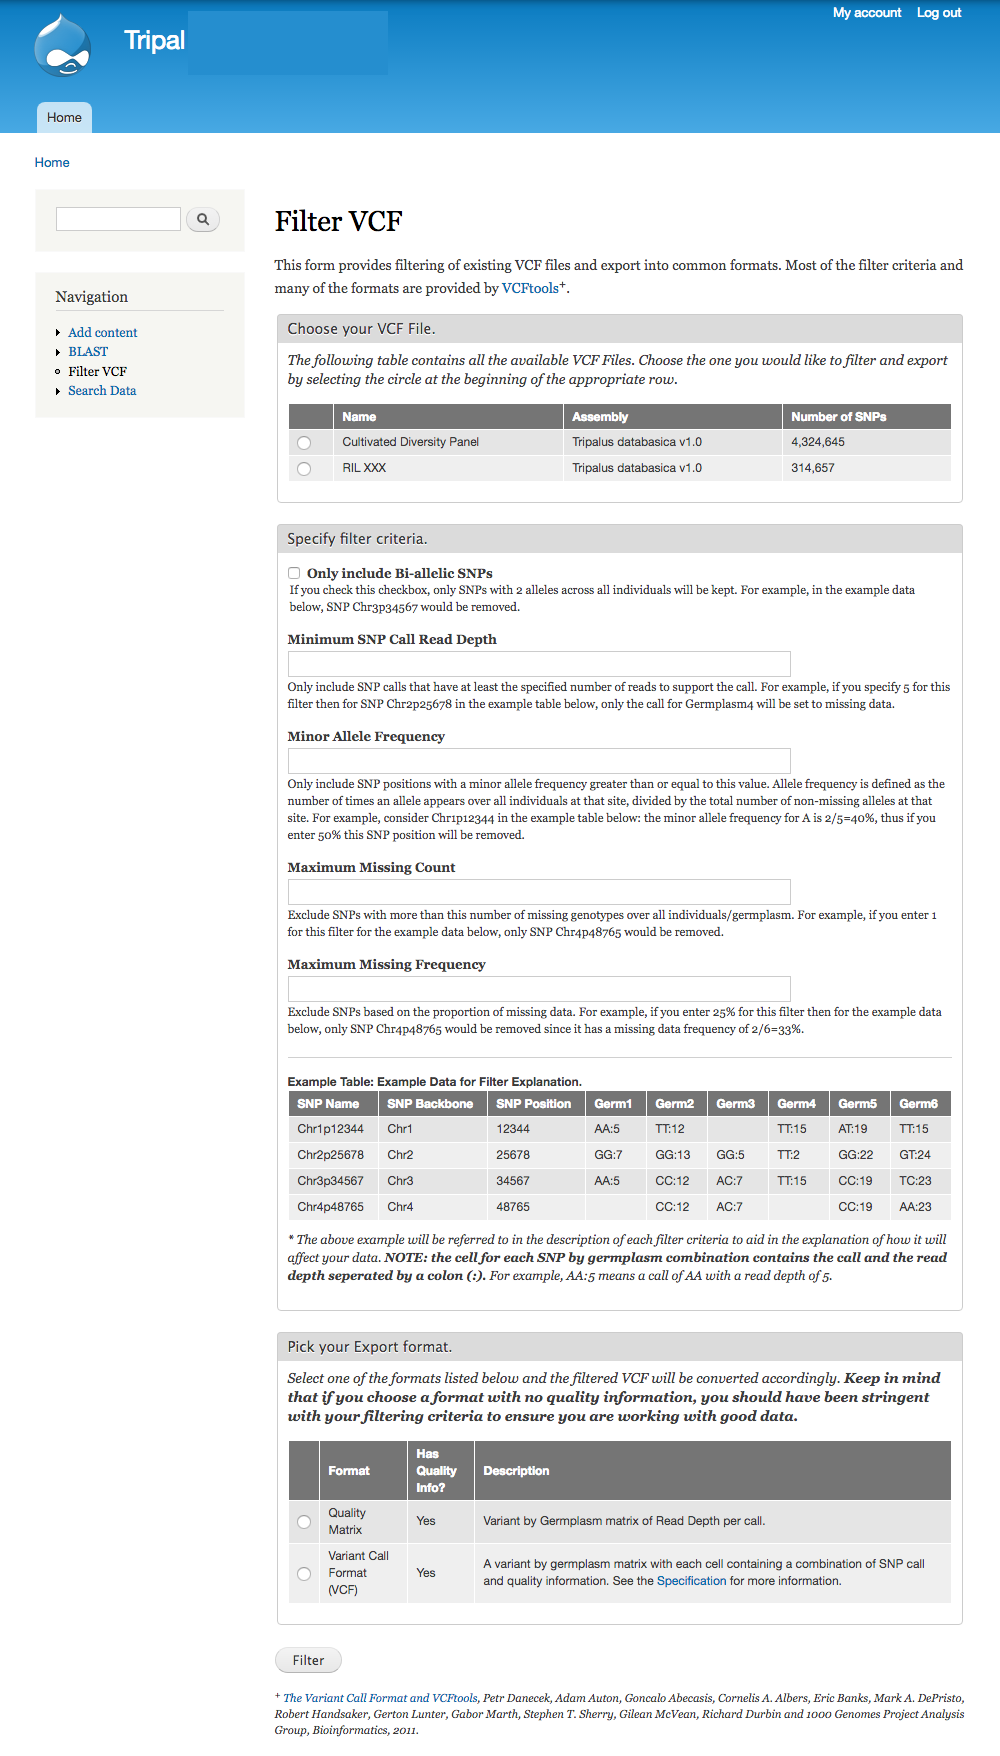 My account Log out
Tripal
Home
Home
Filter VCF
This form provides filtering of existing VCF files and export into common formats. Most of the filter criteria and
many of the formats are provided by VCFtools+.
Navigation
Add content
BLAST
Filter VCF
Search Data
Choose your VCF File.
The following table contains all the available VCF Files. Choose the one you would like to filter and export
by selecting the circle at the beginning of the appropriate row.
Name Assembly Number of SNPs
Cultivated Diversity Panel Tripalus databasica v1.0 4,324,645
RIL XXX Tripalus databasica v1.0 314,657
Specify filter criteria.
Only include Bi-allelic SNPs
If you check this checkbox, only SNPs with 2 alleles across all individuals will be kept. For example, in the example data
below, SNP Chr3p34567 would be removed.
Minimum SNP Call Read Depth
Only include SNP calls that have at least the specified number of reads to support the call. For example, if you specify 5 for this
filter then for SNP Chr2p25678 in the example table below, only the call for Germplasm4 will be set to missing data.
Minor Allele Frequency
Only include SNP positions with a minor allele frequency greater than or equal to this value. Allele frequency is defined as the
number of times an allele appears over all individuals at that site, divided by the total number of non-missing alleles at that
site. For example, consider Chr1p12344 in the example table below: the minor allele frequency for A is 2/5=40%, thus if you
enter 50% this SNP position will be removed.
Maximum Missing Count
Exclude SNPs with more than this number of missing genotypes over all individuals/germplasm. For example, if you enter 1
for this filter for the example data below, only SNP Chr4p48765 would be removed.
Maximum Missing Frequency
Exclude SNPs based on the proportion of missing data. For example, if you enter 25% for this filter then for the example data
below, only SNP Chr4p48765 would be removed since it has a missing data frequency of 2/6=33%.
Example Table: Example Data for Filter Explanation.
SNP Name SNP Backbone SNP Position Germ1 Germ2 Germ3 Germ4 Germ5 Germ6
Chr1p12344 Chr1 12344 AA:5 TT:12 TT:15 AT:19 TT:15
Chr2p25678 Chr2 25678 GG:7 GG:13 GG:5 TT:2 GG:22 GT:24
Chr3p34567 Chr3 34567 AA:5 CC:12 AC:7 TT:15 CC:19 TC:23
Chr4p48765 Chr4 48765 CC:12 AC:7 CC:19 AA:23
* The above example will be referred to in the description of each filter criteria to aid in the explanation of how it will
affect your data. NOTE: the cell for each SNP by germplasm combination contains the call and the read
depth seperated by a colon (:). For example, AA:5 means a call of AA with a read depth of 5.
Pick your Export format.
Select one of the formats listed below and the filtered VCF will be converted accordingly. Keep in mind
that if you choose a format with no quality information, you should have been stringent
with your filtering criteria to ensure you are working with good data.
Format Has Quality Info? Description
Quality Matrix Yes Variant by Germplasm matrix of Read Depth per call.
Variant Call Format (VCF) Yes A variant by germplasm matrix with each cell containing a combination of SNP call
and quality information. See the Specification for more information.
Filter
+ The Variant Call Format and VCFtools, Petr Danecek, Adam Auton, Goncalo Abecasis, Cornelis A. Albers, Eric Banks, Mark A. DePristo,
Robert Handsaker, Gerton Lunter, Gabor Marth, Stephen T. Sherry, Gilean McVean, Richard Durbin and 1000 Genomes Project Analysis
Group, Bioinformatics, 2011.